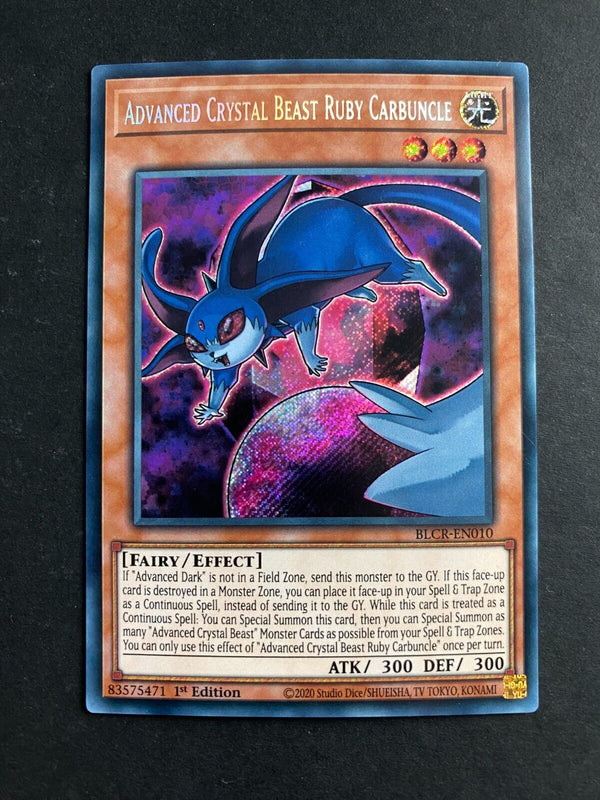 ADVANCED CRYSTAL BEAST RUBY CARBUNCLE
光
BLCR-EN010
[FAIRY/EFFECT]
If "Advanced Dark" is not in a Field Zone, send this monster to the GY. If this face-up
card is destroyed in a Monster Zone, you can place it face-up in your Spell & Trap Zone
as a Continuous Spell, instead of sending it to the GY. While this card is treated as a
Continuous Spell: You can Special Summon this card, then you can Special Summon as
many "Advanced Crystal Beast" Monster Cards as possible from your Spell & Trap Zones.
You can only use this effect of "Advanced Crystal Beast Ruby Carbuncle" once per turn.
ATK/ 300 DEF/ 300
83575471 1st Edition ©2020 Studio Dice/SHUEISHA, TV TOKYO, KONAMI